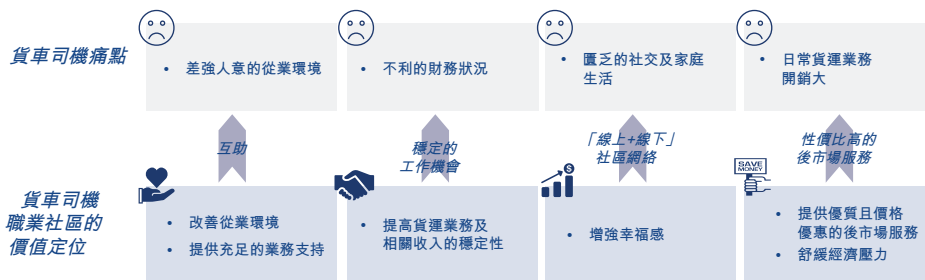 貨車司機痛點
• 差強人意的從業環境
• 不利的財務狀況
• 匱乏的社交及家庭
生活
• 日常貨運業務
開銷大
互助
穩定的
工作機會
「線上+線下」
社區網絡
性價比高的
後市場服務
SAVE
MONEY
貨車司機
職業社區的
價值定位
• 改善從業環境
• 提供充足的業務支持
• 提高貨運業務及
相關收入的穩定性
$
• 增強幸福感
• 提供優質且價格
優惠的後市場服務
• 舒緩經濟壓力